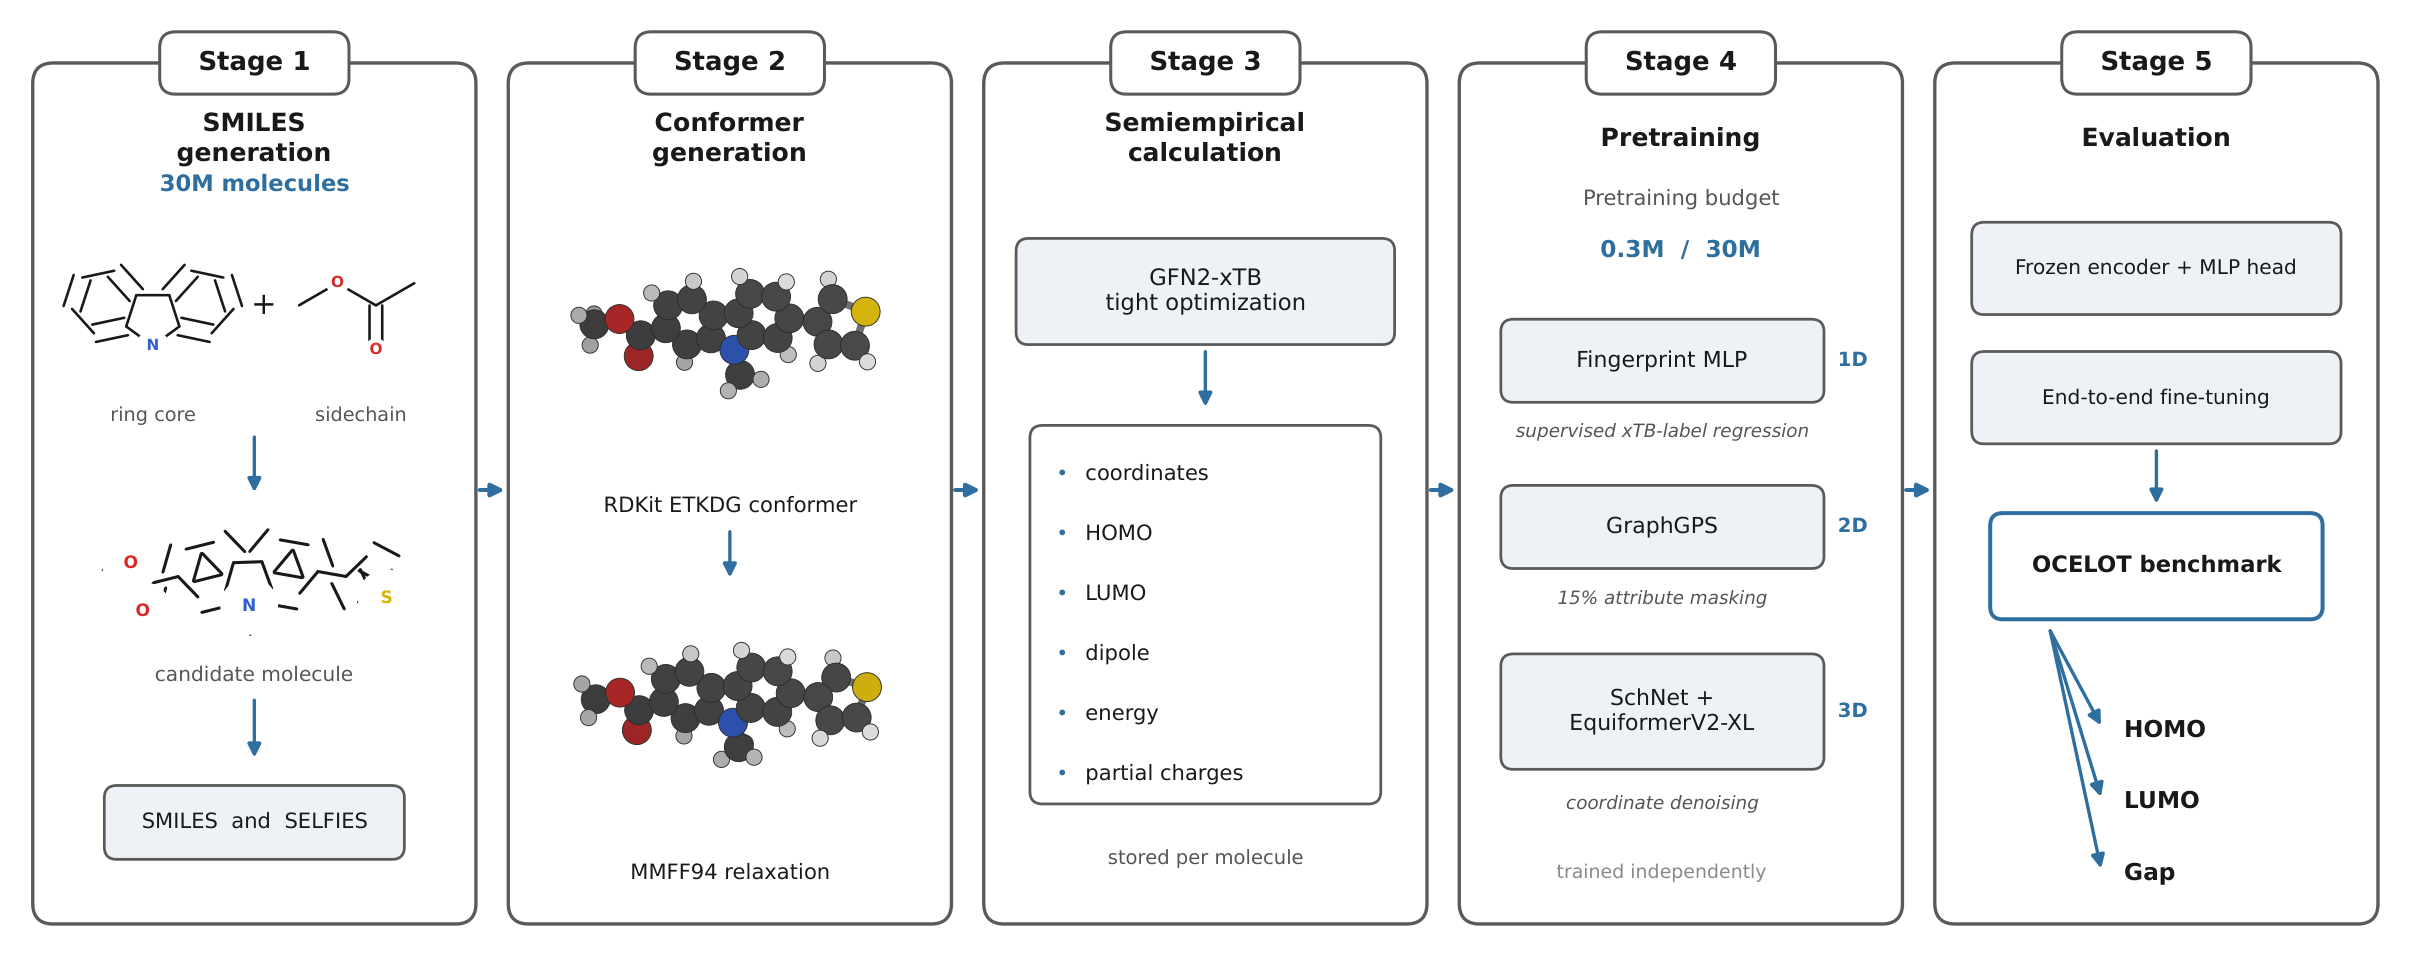 Stage 1
SMILES
generation
30M molecules
N
+
O
O
ring core
sidechain
O
O
N
S
candidate molecule
SMILES and SELFIES
Stage 2
Conformer
generation
RDKit ETKDG conformer
MMFF94 relaxation
Stage 3
Semiempirical
calculation
GFN2-xTB
tight optimization
• coordinates
• HOMO
• LUMO
• dipole
• energy
• partial charges
stored per molecule
Stage 4
Pretraining
Pretraining budget
0.3M / 30M
Fingerprint MLP
1D
supervised xTB-label regression
GraphGPS
2D
15% attribute masking
SchNet +
EquiformerV2-XL
3D
coordinate denoising
trained independently
Stage 5
Evaluation
Frozen encoder + MLP head
End-to-end fine-tuning
OCELOT benchmark
HOMO
LUMO
Gap